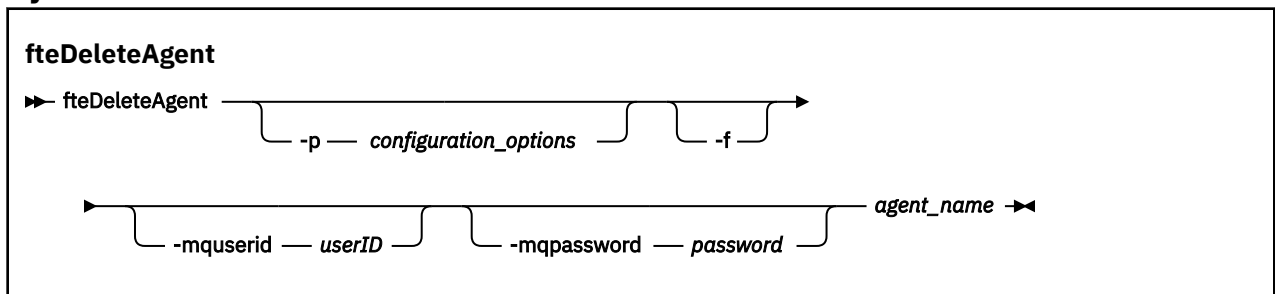 fteDeleteAgent
fteDeleteAgent
-p configuration_options -f
agent_name
-mquserid userID -mqpassword password